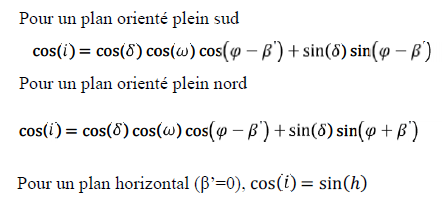 Pour un plan orienté plein sud
cos(i) = cos(δ) cos(ω) cos(φ − β') + sin(δ) sin(φ − β')
Pour un plan orienté plein nord
cos(i) = cos(δ) cos(ω) cos(φ − β') + sin(δ) sin(φ + β')
Pour un plan horizontal (β’=0), cos(i) = sin(h)